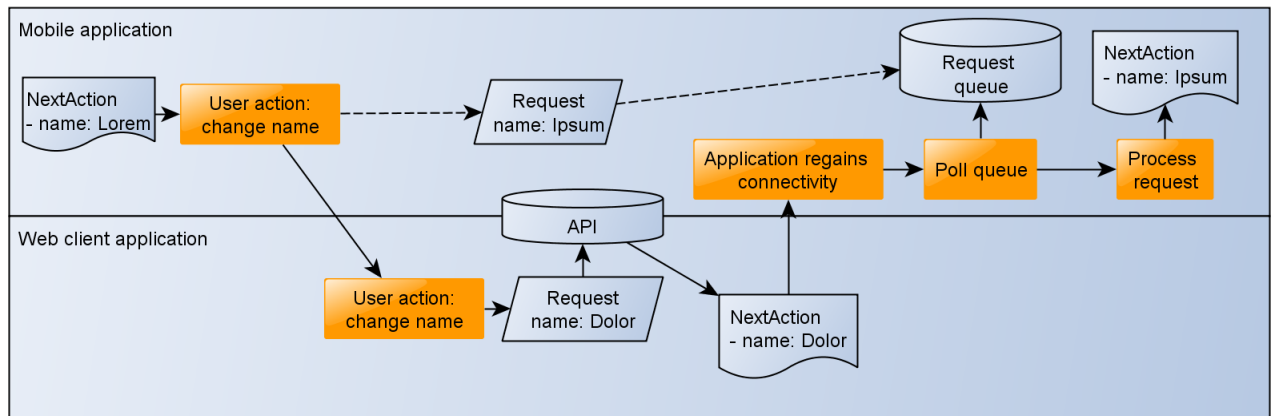 Mobile application
NextAction
- name: Lorem
User action:
change name
Request
name: Ipsum
Request
queue
NextAction
- name: Ipsum
Application regains
connectivity
Poll queue
Process
request
Web client application
API
User action:
change name
Request
name: Dolor
NextAction
- name: Dolor